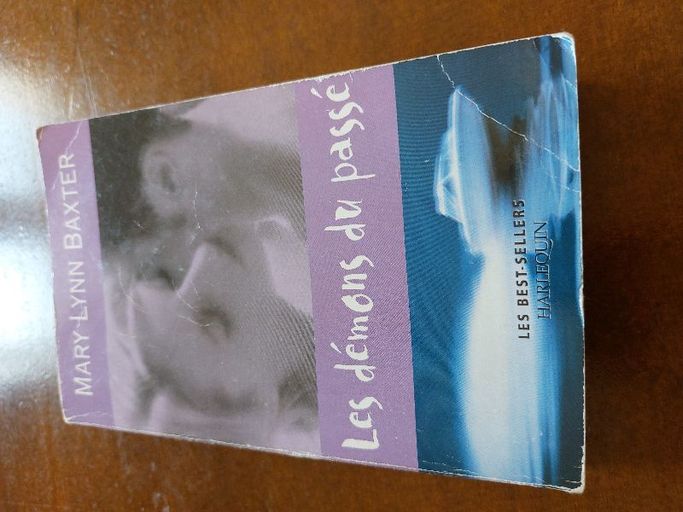 MARY-LYNN BAXTER
Les démons du passé
LES BEST-SELLERS
HARLEQUIN